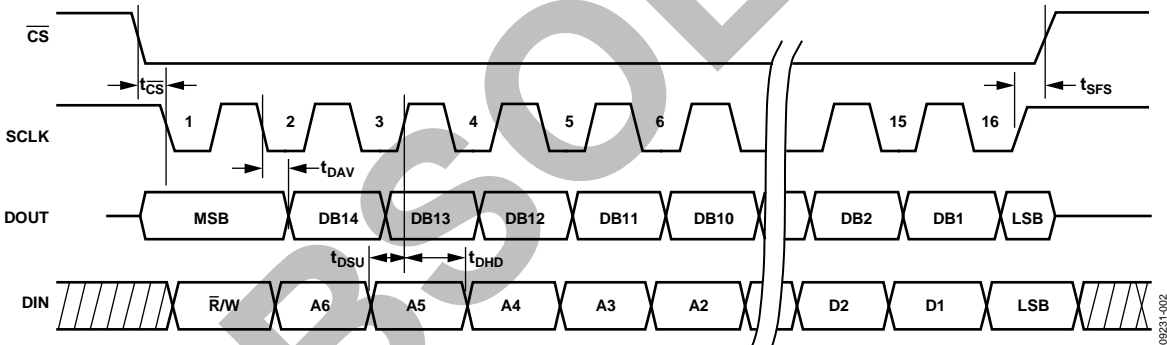 CS
tCS
tSFS
SCLK
1 2 3 4 5 6 15 16
tDAV
DOUT
MSB DB14 DB13 DB12 DB11 DB10 DB2 DB1 LSB
tDSU tDHD
DIN
R/W A6 A5 A4 A3 A2 D2 D1 LSB
09231-002